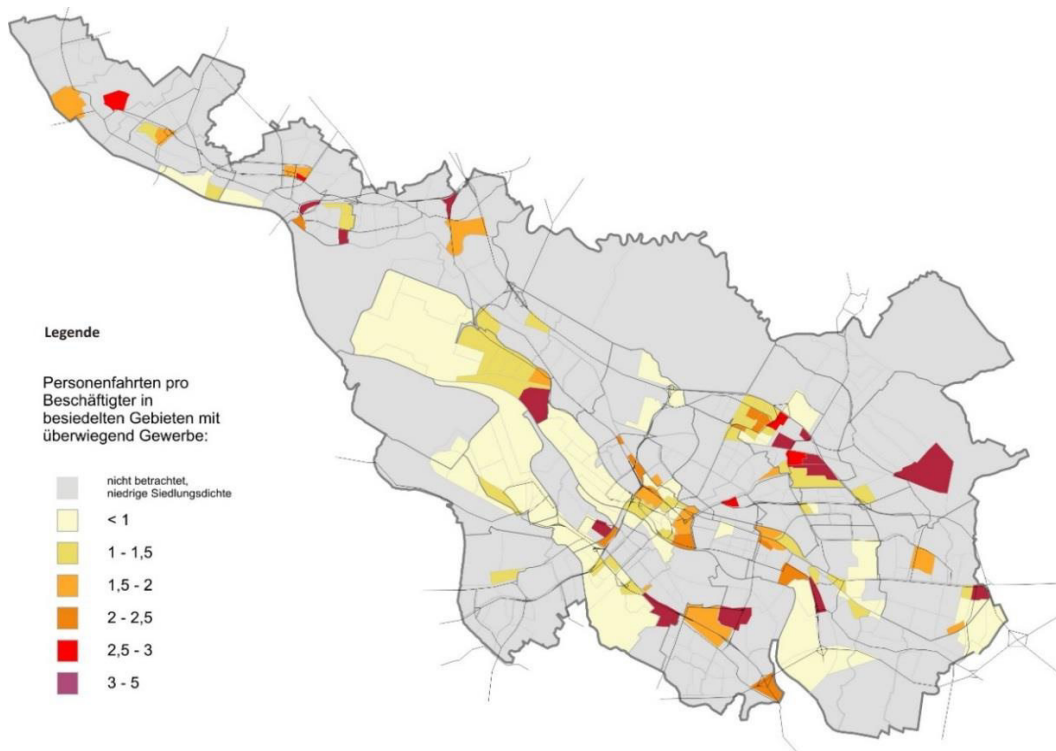 Legende
Personenfahrten pro
Beschäftigter in
besiedelten Gebieten mit
überwiegend Gewerbe:
nicht betrachtet,
niedrige Siedlungsdichte
< 1
1 - 1,5
1,5 - 2
2 - 2,5
2,5 - 3
3 - 5